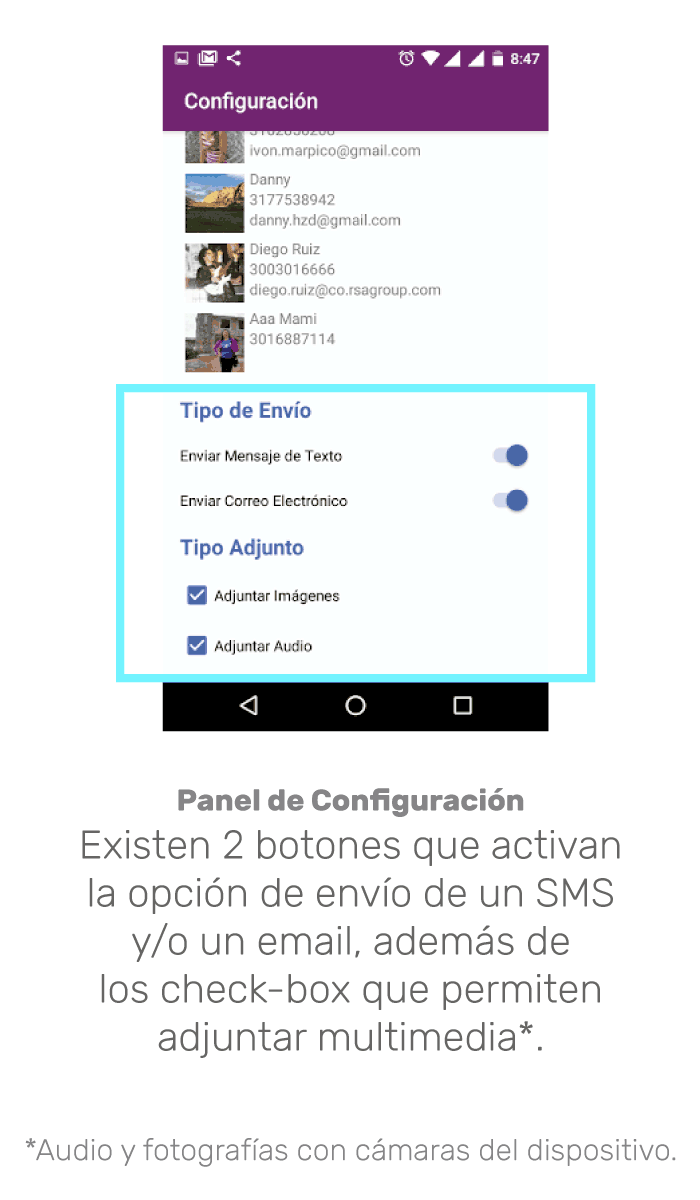 8:47
Configuración
ivon.marpico@gmail.com
Danny
3177538942
danny.hzd@gmail.com
Diego Ruiz
3003016666
diego.ruiz@co.rsagroup.com
Aaa Mami
3016887114
Tipo de Envío
Enviar Mensaje de Texto
Enviar Correo Electrónico
Tipo Adjunto
Adjuntar Imágenes
Adjuntar Audio
Panel de Configuración
Existen 2 botones que activan
la opción de envío de un SMS
y/o un email, además de
los check-box que permiten
adjuntar multimedia*.
*Audio y fotografías con cámaras del dispositivo.